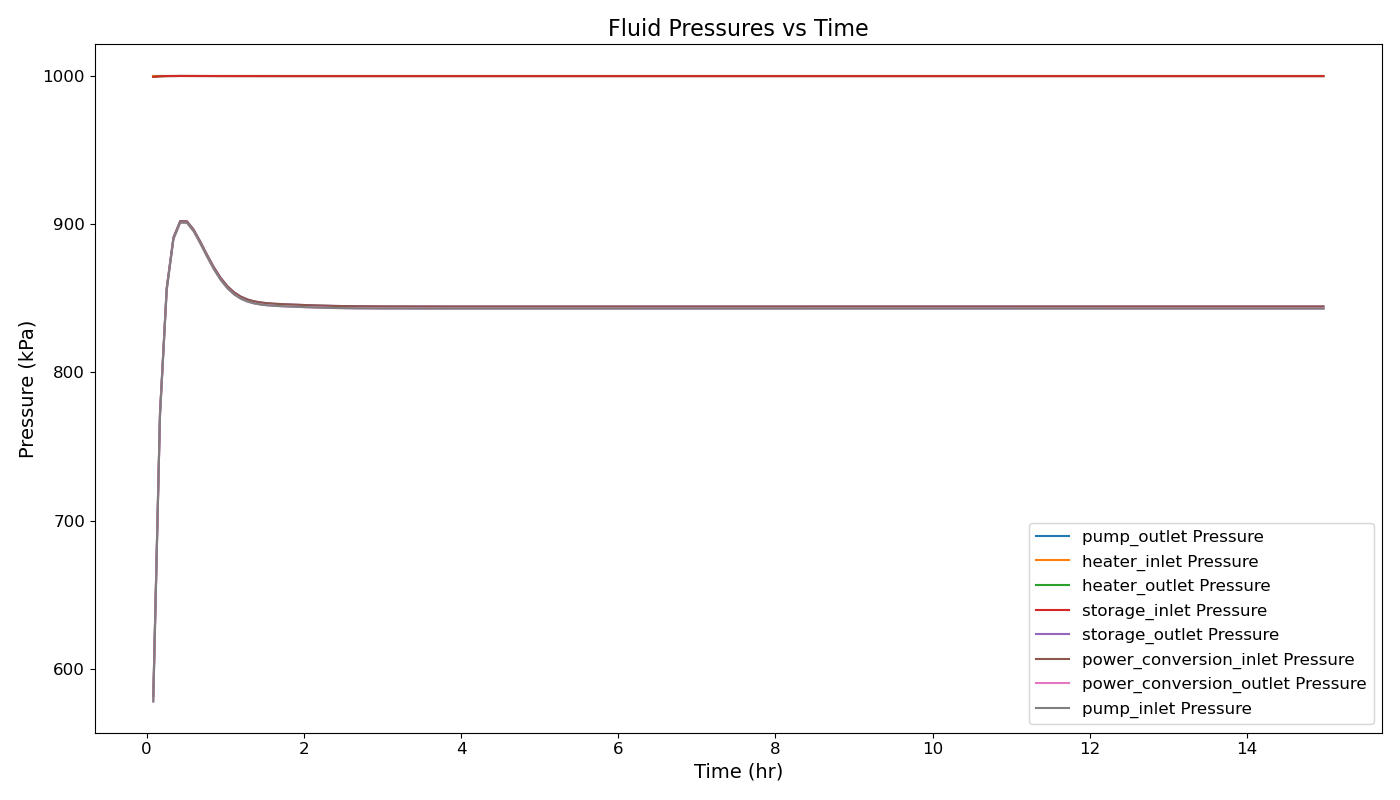 Fluid Pressures vs Time
Pressure (kPa)
1000
900
800
700
600
pump_outlet Pressure
heater_inlet Pressure
heater_outlet Pressure
storage_inlet Pressure
storage_outlet Pressure
power_conversion_inlet Pressure
power_conversion_outlet Pressure
pump_inlet Pressure
0 2 4 6 8 10 12 14
Time (hr)